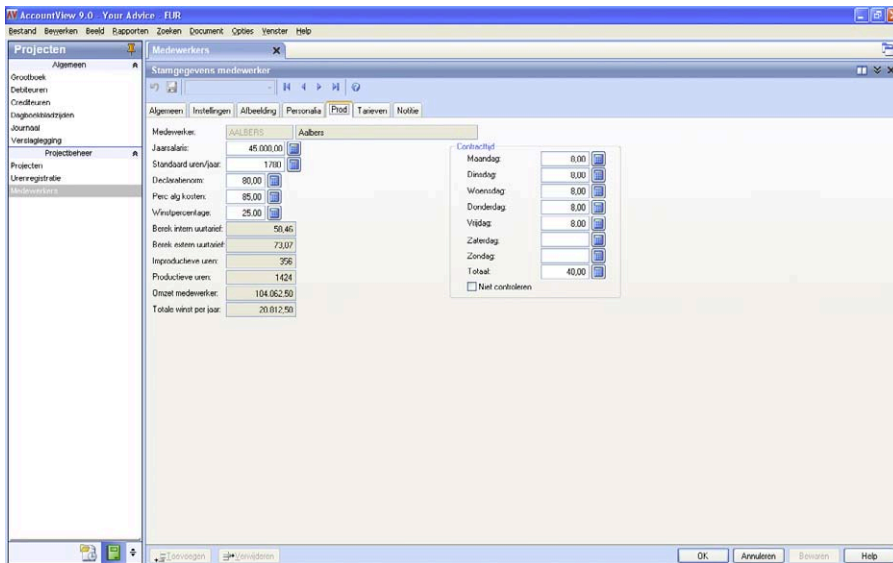 AccountView 9.0 - Your Advice - EUR
Bestand Bewerken Beeld Rapporten Zoeken Document Opties Venster Help
Projecten
Algemeen
Grootboek
Debiteuren
Crediteuren
Dagboekbladzijden
Journaal
Verslaglegging
Projectbeheer
Projecten
Urenregistratie
Medewerkers
Medewerkers
Stamgegevens medewerker
Algemeen Instellingen Afbeelding Personalia Prod Tarieven Notitie
Medewerker: AALBERS Aalbers
Jaarsalaris: 45.000,00
Standaard uren/jaar: 1780
Declaratienorm: 80,00
Perc alg kosten: 85,00
Winstpercentage: 25,00
Berek intern uurtarief: 58,46
Berek extern uurtarief: 73,07
Improductieve uren: 356
Productieve uren: 1424
Omzet medewerker: 104.062,50
Totale winst per jaar: 20.812,50
Contracttijd
Maandag: 8,00
Dinsdag: 8,00
Woensdag: 8,00
Donderdag: 8,00
Vrijdag: 8,00
Zaterdag:
Zondag:
Totaal: 40,00
Niet controleren
Toevoegen Verwijderen
OK Annuleren Bewaren Help